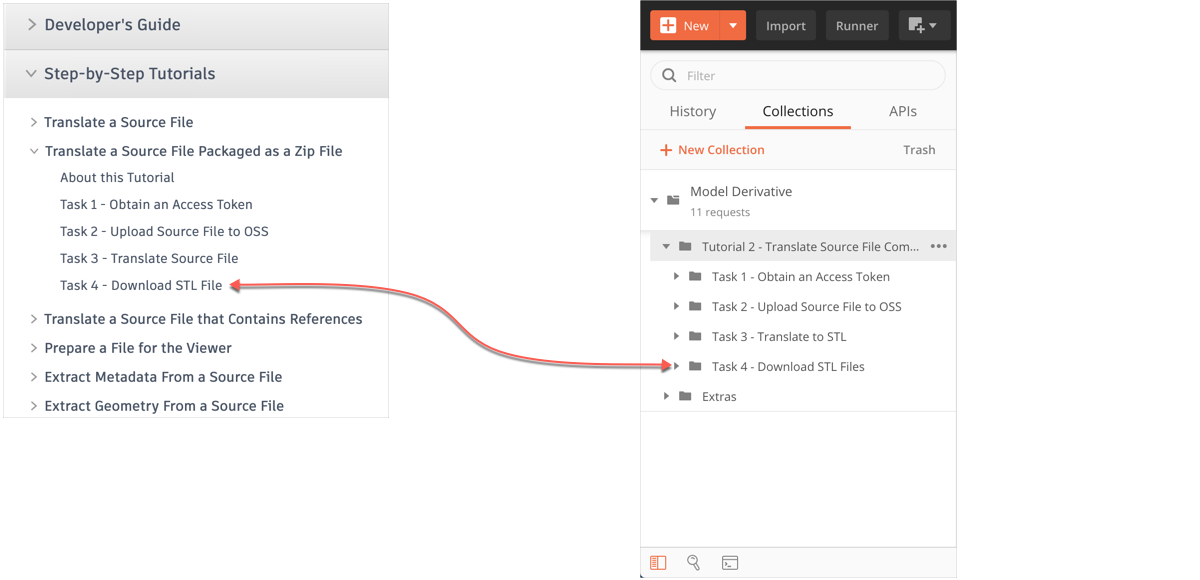 Developer's Guide
Step-by-Step Tutorials
Translate a Source File
Translate a Source File Packaged as a Zip File
About this Tutorial
Task 1 - Obtain an Access Token
Task 2 - Upload Source File to OSS
Task 3 - Translate Source File
Task 4 - Download STL File
Translate a Source File that Contains References
Prepare a File for the Viewer
Extract Metadata From a Source File
Extract Geometry From a Source File
New
Import
Runner
Filter
History
Collections
APIs
New Collection
Trash
Model Derivative
11 requests
Tutorial 2 - Translate Source File Com...
Task 1 - Obtain an Access Token
Task 2 - Upload Source File to OSS
Task 3 - Translate to STL
Task 4 - Download STL Files
Extras